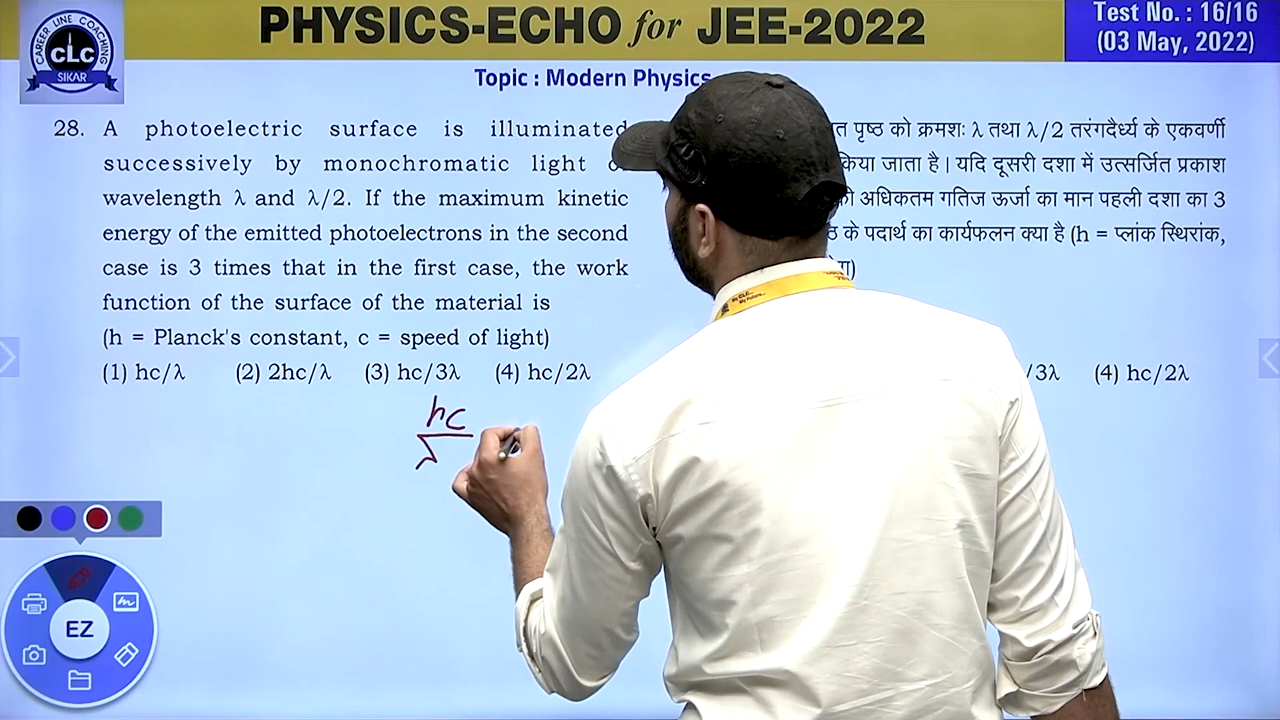 PHYSICS-ECHO for JEE-2022
Test No. : 16/16
(03 May, 2022)
CAREER LINE COACHING
CLC
SIKAR
Topic : Modern Physics
28. A photoelectric surface is illuminated
successively by monochromatic light
wavelength λ and λ/2. If the maximum kinetic
energy of the emitted photoelectrons in the second
case is 3 times that in the first case, the work
function of the surface of the material is
(h = Planck's constant, c = speed of light)
(1) hc/λ (2) 2hc/λ (3) hc/3λ (4) hc/2λ
पृष्ठ को क्रमशः λ तथा λ/2 तरंगदैर्ध्य के एकवर्णी
किया जाता है। यदि दूसरी दशा में उत्सर्जित प्रकाश
अधिकतम गतिज ऊर्जा का मान पहली दशा का 3
के पदार्थ का कार्यफलन क्या है (h = प्लांक स्थिरांक,
/3λ (4) hc/2λ
hc
λ
EZ